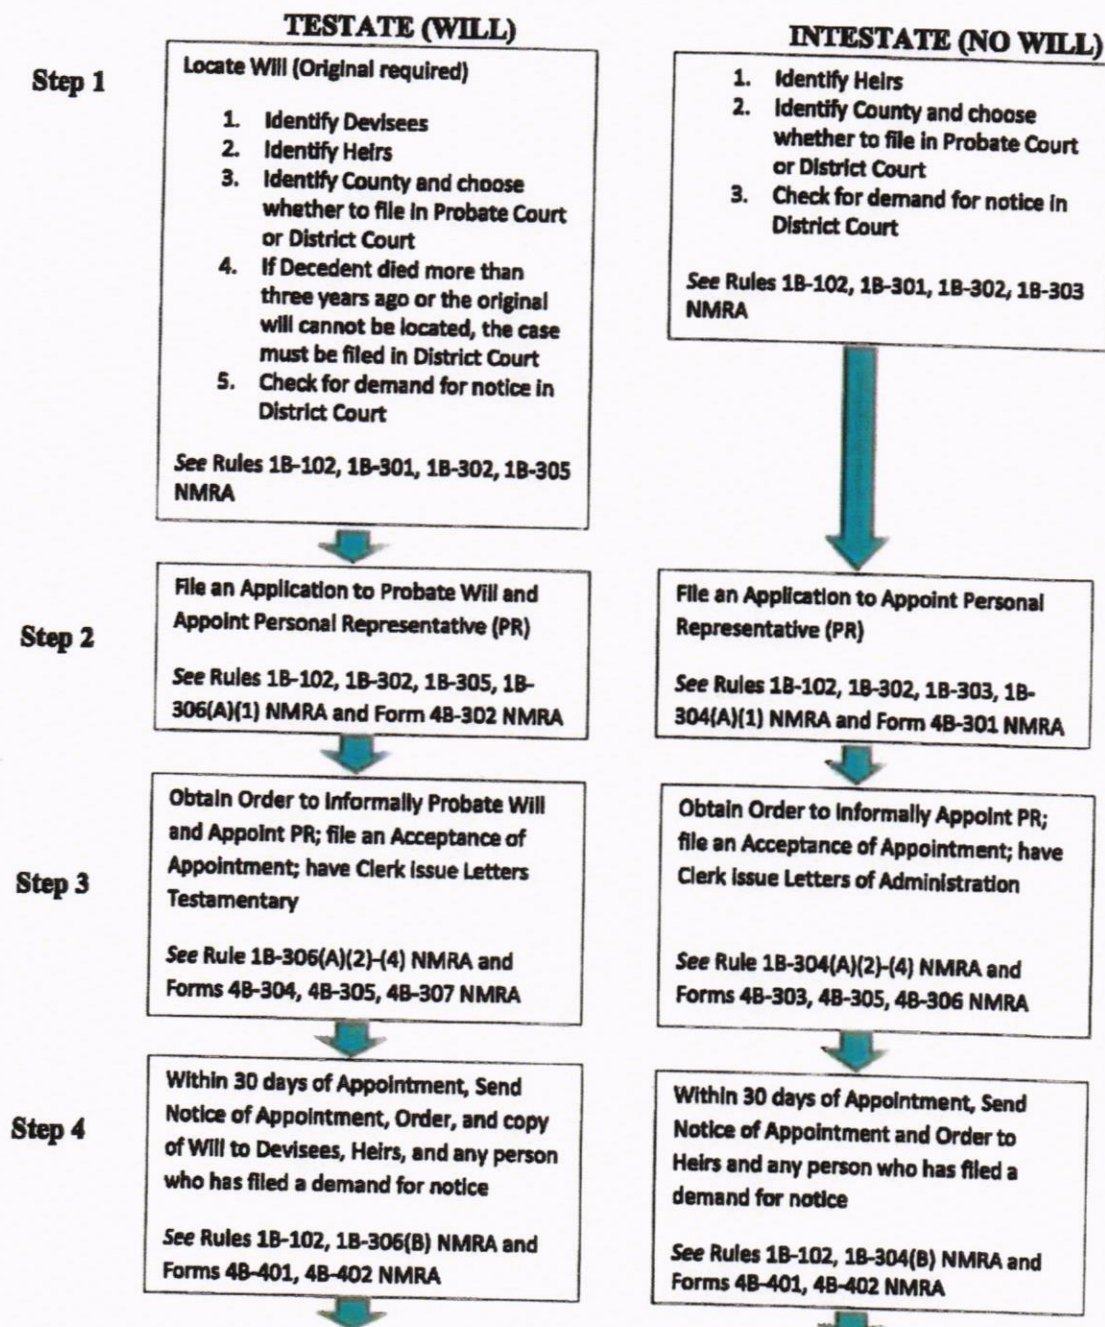 TESTATE (WILL)
Step 1
Locate Will (Original required)
1. Identify Devisees
2. Identify Heirs
3. Identify County and choose
whether to file in Probate Court
or District Court
4. If Decedent died more than
three years ago or the original
will cannot be located, the case
must be filed in District Court
5. Check for demand for notice in
District Court
See Rules 1B-102, 1B-301, 1B-302, 1B-305
NMRA
INTESTATE (NO WILL)
1. Identify Heirs
2. Identify County and choose
whether to file in Probate Court
or District Court
3. Check for demand for notice in
District Court
See Rules 1B-102, 1B-301, 1B-302, 1B-303
NMRA
Step 2
File an Application to Probate Will and
Appoint Personal Representative (PR)
See Rules 1B-102, 1B-302, 1B-305, 1B-
306(A)(1) NMRA and Form 4B-302 NMRA
File an Application to Appoint Personal
Representative (PR)
See Rules 1B-102, 1B-302, 1B-303, 1B-
304(A)(1) NMRA and Form 4B-301 NMRA
Step 3
Obtain Order to Informally Probate Will
and Appoint PR; file an Acceptance of
Appointment; have Clerk issue Letters
Testamentary
See Rule 1B-306(A)(2)-(4) NMRA and
Forms 4B-304, 4B-305, 4B-307 NMRA
Obtain Order to Informally Appoint PR;
file an Acceptance of Appointment; have
Clerk issue Letters of Administration
See Rule 1B-304(A)(2)-(4) NMRA and
Forms 4B-303, 4B-305, 4B-306 NMRA
Step 4
Within 30 days of Appointment, Send
Notice of Appointment, Order, and copy
of Will to Devisees, Heirs, and any person
who has filed a demand for notice
See Rules 1B-102, 1B-306(B) NMRA and
Forms 4B-401, 4B-402 NMRA
Within 30 days of Appointment, Send
Notice of Appointment and Order to
Heirs and any person who has filed a
demand for notice
See Rules 1B-102, 1B-304(B) NMRA and
Forms 4B-401, 4B-402 NMRA